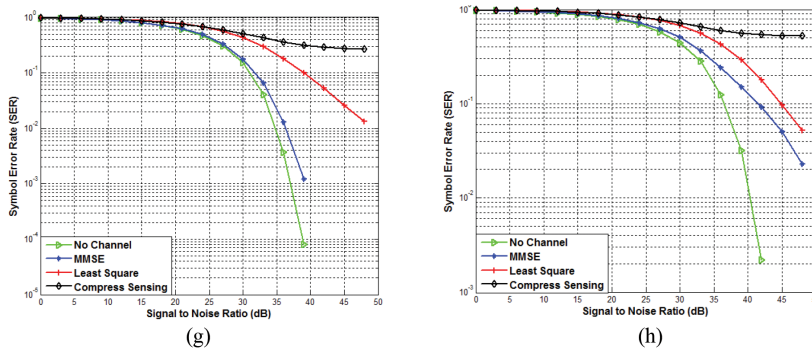 10^0
10^-1
10^-2
10^-3
10^-4
10^-5
Symbol Error Rate (SER)
No Channel
MMSE
Least Square
Compress Sensing
0 5 10 15 20 25 30 35 40 45 50
Signal to Noise Ratio (dB)
(g)
10^0
10^-1
10^-2
10^-3
Symbol Error Rate (SER)
No Channel
MMSE
Least Square
Compress Sensing
0 5 10 15 20 25 30 35 40 45
Signal to Noise Ratio (dB)
(h)